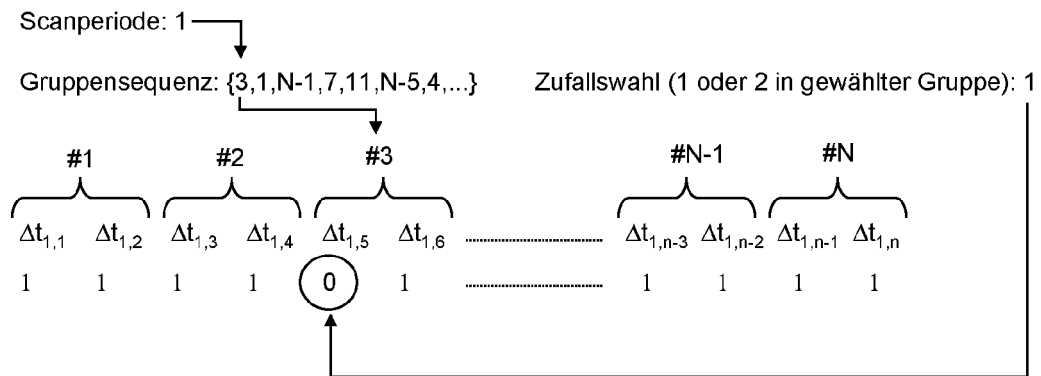 Scanperiode: 1
Gruppensequenz: {3,1,N-1,7,11,N-5,4,...} Zufallswahl (1 oder 2 in gewählter Gruppe): 1
#1 #2 #3 #N-1 #N
Δt1,1 Δt1,2 Δt1,3 Δt1,4 Δt1,5 Δt1,6 .......................... Δt1,n-3 Δt1,n-2 Δt1,n-1 Δt1,n
1 1 1 1 0 1 .......................... 1 1 1 1